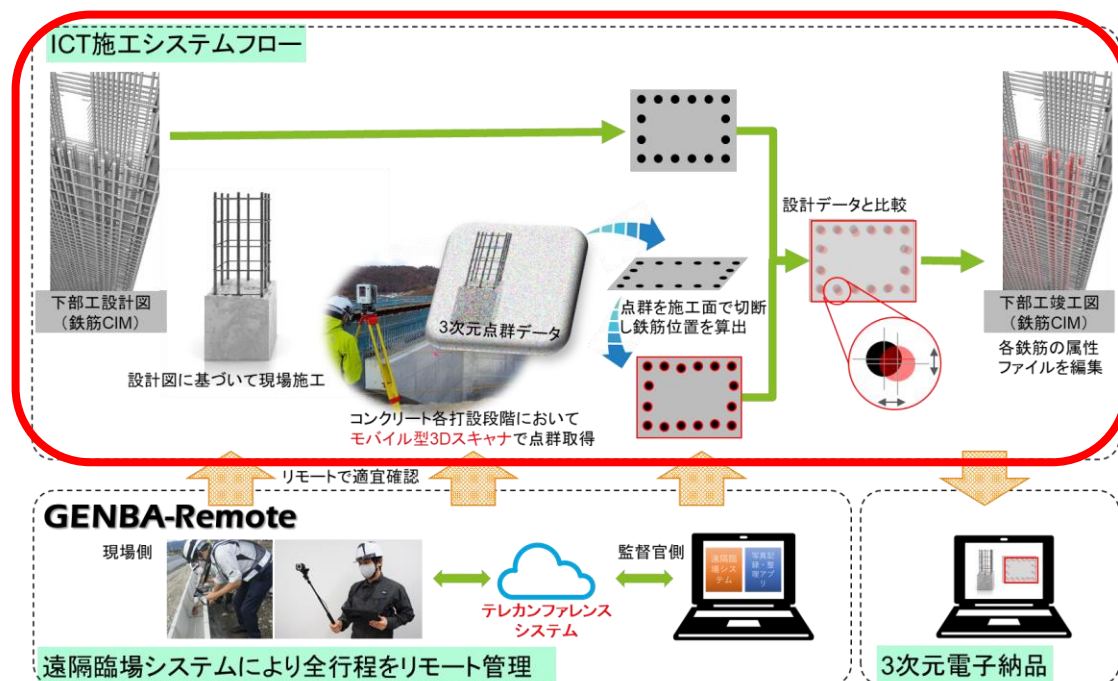 ICT施工システムフロー
下部工設計図
(鉄筋CIM)
設計図に基づいて現場施工
3次元点群データ
コンクリート各打設段階において
モバイル型3Dスキャナで点群取得
点群を施工面で切断
し鉄筋位置を算出
設計データと比較
下部工竣工図
(鉄筋CIM)
各鉄筋の属性
ファイルを編集
リモートで適宜確認
GENBA-Remote
現場側
テレカンファレンス
システム
監督官側
遠隔臨
場シス
テム
写真記
録・整
理アプ
リ
遠隔臨場システムにより全行程をリモート管理
3次元電子納品